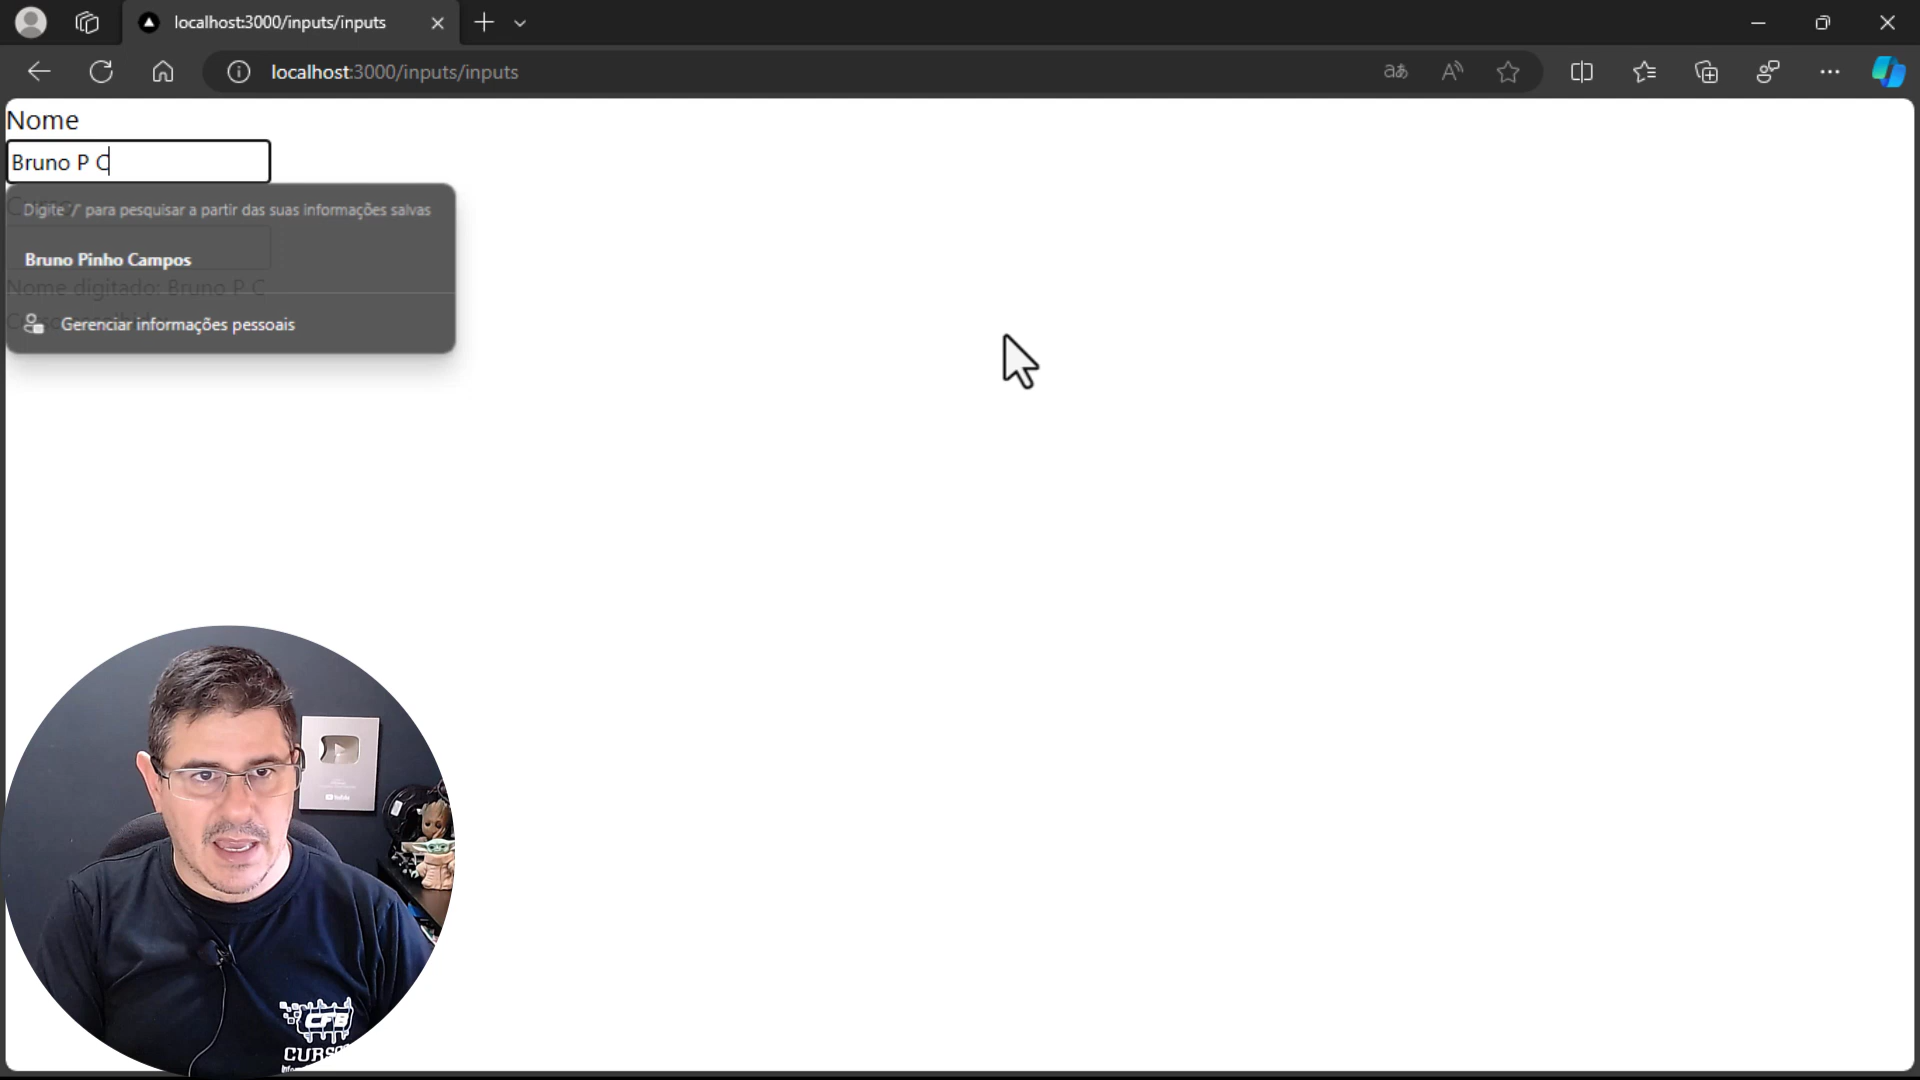 localhost:3000/inputs/inputs
localhost:3000/inputs/inputs
Nome
Bruno P C
Digite '/' para pesquisar a partir das suas informações salvas
Bruno Pinho Campos
Nome digitado: Bruno P C
Gerenciar informações pessoais
CFB